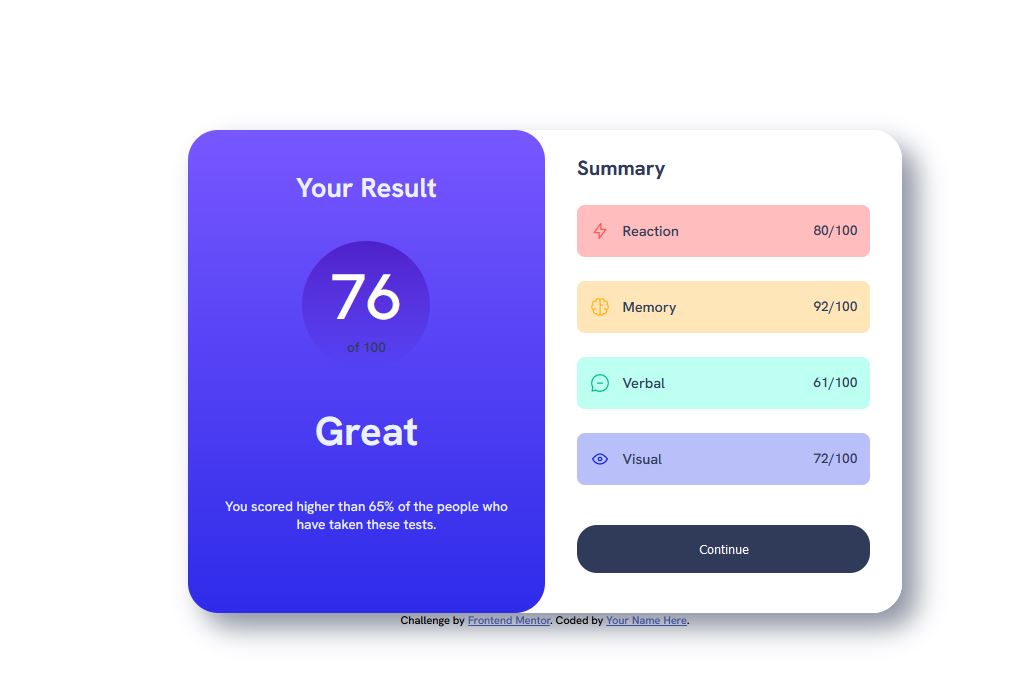 Your Result
76
of 100
Great
You scored higher than 65% of the people who
have taken these tests.
Summary
Reaction 80/100
Memory 92/100
Verbal 61/100
Visual 72/100
Continue
Challenge by Frontend Mentor. Coded by Your Name Here.